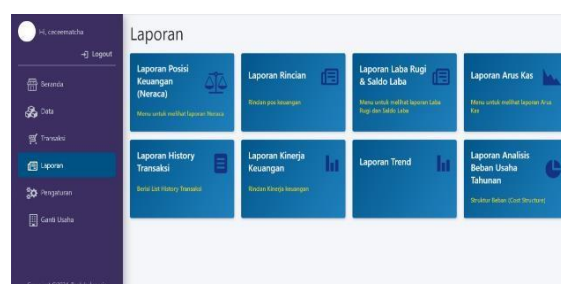 Hi, ceceematcha
Logout
Beranda
Data
Transaksi
Laporan
Pengaturan
Ganti Usaha
Laporan
Laporan Posisi
Keuangan
(Neraca)
Menu untuk melihat laporan Neraca
Laporan Rincian
Rincian pos keuangan
Laporan Laba Rugi
& Saldo Laba
Menu untuk melihat laporan Laba
Rugi dan Saldo Laba
Laporan Arus Kas
Menu untuk melihat laporan Arus
Kas
Laporan History
Transaksi
Berisi List History Transaksi
Laporan Kinerja
Keuangan
Rincian Kinerja keuangan
Laporan Trend
Laporan Analisis
Beban Usaha
Tahunan
Struktur Beban (Cost Structure)